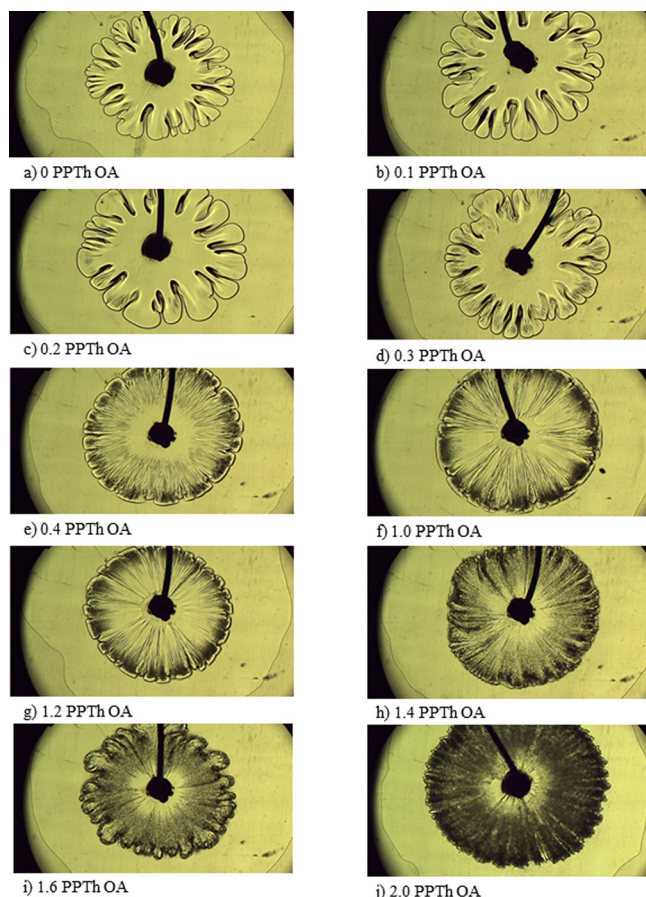 a) 0 PPTh OA
b) 0.1 PPTh OA
c) 0.2 PPTh OA
d) 0.3 PPTh OA
e) 0.4 PPTh OA
f) 1.0 PPTh OA
g) 1.2 PPTh OA
h) 1.4 PPTh OA
i) 1.6 PPTh OA
j) 2.0 PPTh OA